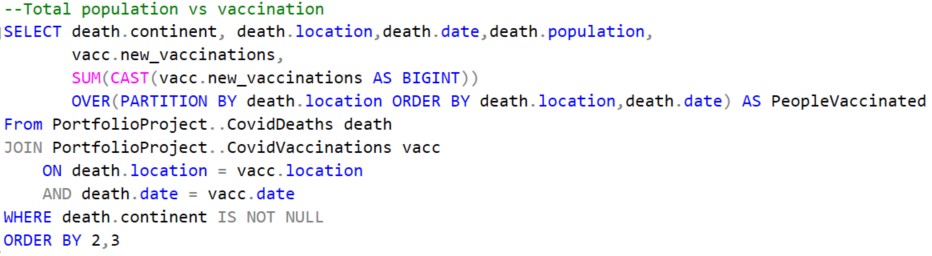 --Total population vs vaccination
SELECT death.continent, death.location,death.date,death.population,
vacc.new_vaccinations,
SUM(CAST(vacc.new_vaccinations AS BIGINT))
OVER(PARTITION BY death.location ORDER BY death.location,death.date) AS PeopleVaccinated
From PortfolioProject..CovidDeaths death
JOIN PortfolioProject..CovidVaccinations vacc
ON death.location = vacc.location
AND death.date = vacc.date
WHERE death.continent IS NOT NULL
ORDER BY 2,3